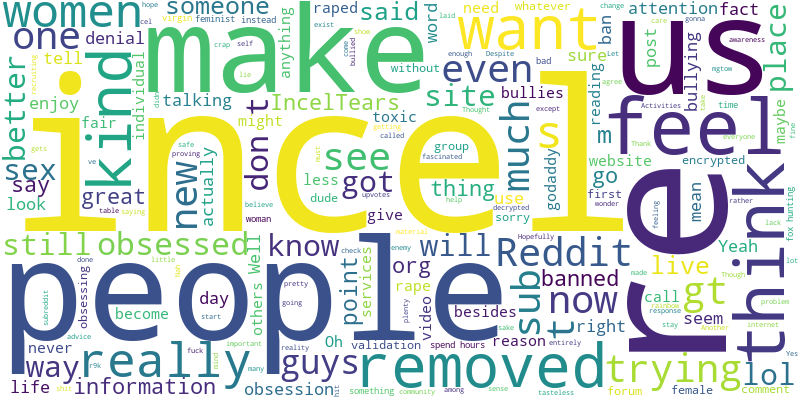 women
someone
hope
denial
feminist
instead
virgin
cel
raped
said
need
whatever
attention
fact
change
agree
one
make
anything
word
want
ban
us
place
tell
kind
better
individual
talking
without
even
sure
post
bullying
reading
enjoy
fair
IncelTears
toxic
bullies
site
m
feel
maybe
time
sex
say
look
great
new
actually
don
t
might
see
less
dude
got
thing
group
much
s
godaddy
website
go
encrypted
mean
first
wonder
rather
Yeah
incel
table
saying
woman
believe
give
use
sorry
help
re
think
fox hunting
still
obsessed
know
will
org
Reddit
sub
now
live
gt
call
seem
people
others
Well
day
become
obsessing
point
services
rape
video
besides
banned
reason
right
never
way
really
guys
Oh
validation
removed
spend hours
entirely
trying
lol
life
information
obsession
something
community
among
sense
tasteless
forum
female
comment
advice
r9k
subreddit
important
reality
many
start
going
pretty
check
plenty
enemy
material
decrypted
upvotes
fascinated
called
getting
proving
safe
except
Despite
enough
bad
Thought
Hopefully
feeling
Activities
awareness
mgtow
everyone
internet
Another
response
problem
stay
made
Though
lack
lot
Yes
rainbow
exist
self
crap
lie
bullied
show
laid
gonna
care
fine
Thank
take
recruiting
gets
little
done
fuck
shit
mind
sake